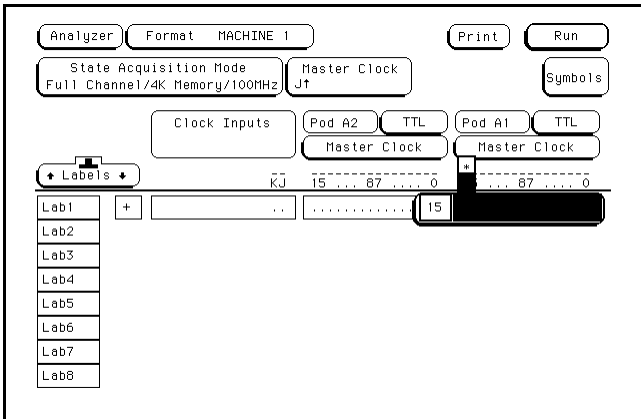 Analyzer Format MACHINE 1 Print Run
State Acquisition Mode
Full Channel/4K Memory/100MHz
Master Clock
J↑
Symbols
Clock Inputs
Pod A2 TTL Pod A1 TTL
Master Clock Master Clock
↑ Labels ↓
*
KJ 15 ... 87 .... 0 ... 87 .... 0
Lab1 + .. ............. 15
Lab2
Lab3
Lab4
Lab5
Lab6
Lab7
Lab8